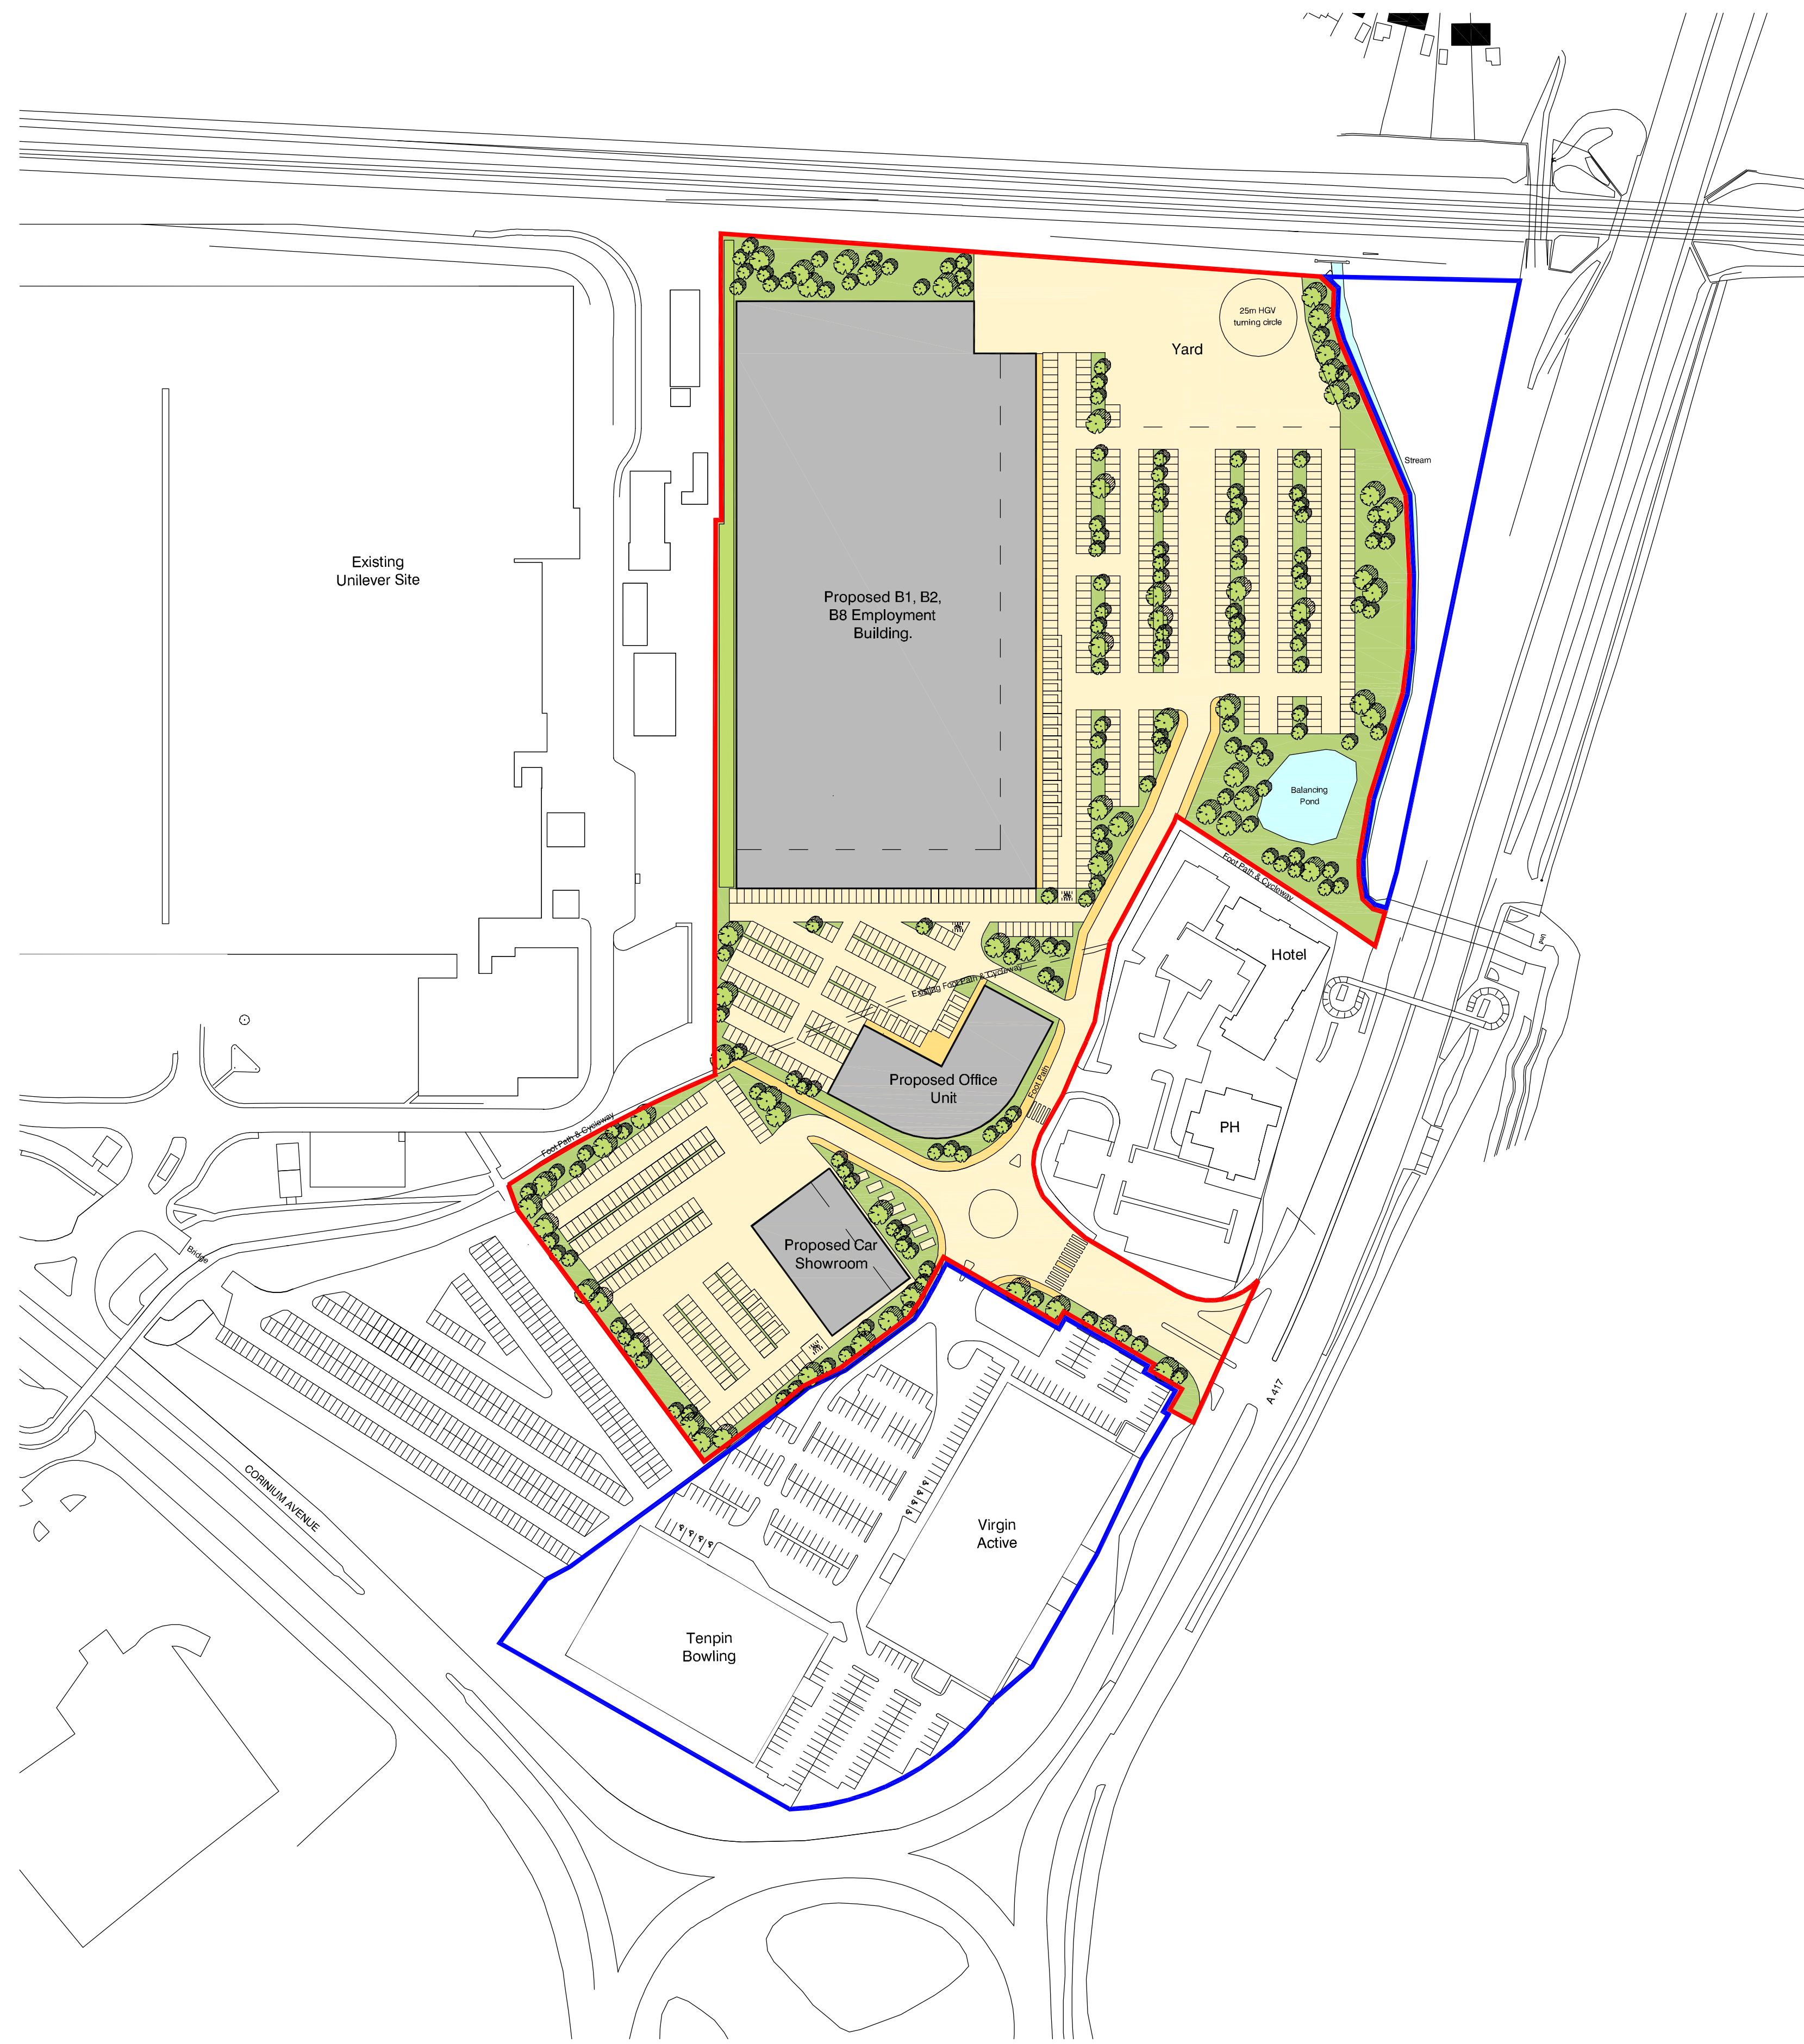 25m HGV
turning circle
Yard
Stream
Existing
Unilever Site
Proposed B1, B2,
B8 Employment
Building.
Balancing
Pond
Foot Path & Cycleway
Hotel
Existing Foot Path & Cycleway
Proposed Office
Unit
Foot Path
PH
Foot Path & Cycleway
Bridge
Proposed Car
Showroom
A 417
CORINIUM AVENUE
Virgin
Active
Tenpin
Bowling